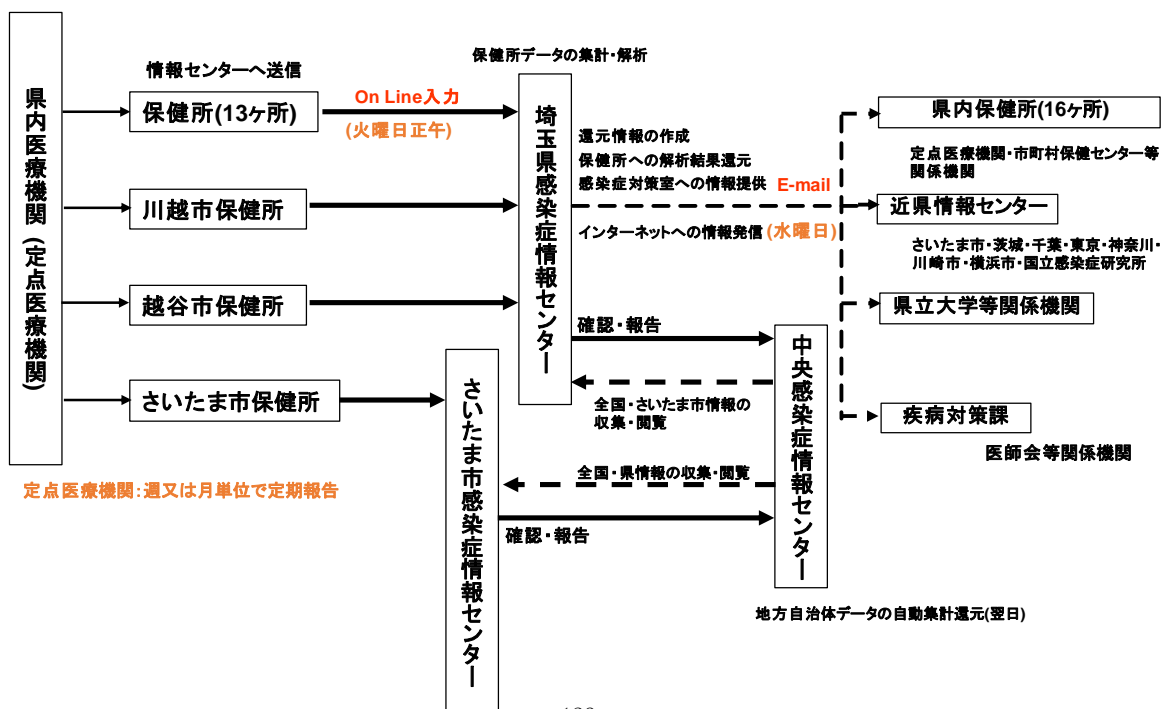 県内医療機関 (定点医療機関)
情報センターへ送信
保健所(13ヶ所)
川越市保健所
越谷市保健所
さいたま市保健所
定点医療機関:週又は月単位で定期報告
On Line入力
(火曜日正午)
保健所データの集計・解析
埼玉県感染症情報センター
さいたま市感染症情報センター
還元情報の作成
保健所への解析結果還元
感染症対策室への情報提供
E-mail
インターネットへの情報発信
(水曜日)
確認・報告
全国・さいたま市情報の
収集・閲覧
全国・県情報の収集・閲覧
確認・報告
中央感染症情報センター
地方自治体データの自動集計還元(翌日)
県内保健所(16ヶ所)
定点医療機関・市町村保健センター等
関係機関
近県情報センター
さいたま市・茨城・千葉・東京・神奈川・
川崎市・横浜市・国立感染症研究所
県立大学等関係機関
疾病対策課
医師会等関係機関